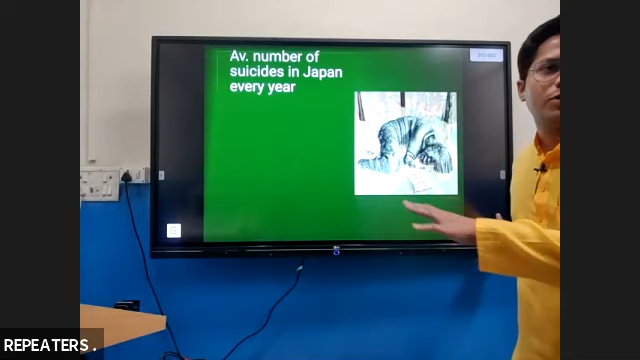 Av. number of
suicides in Japan
every year
REPEATERS .